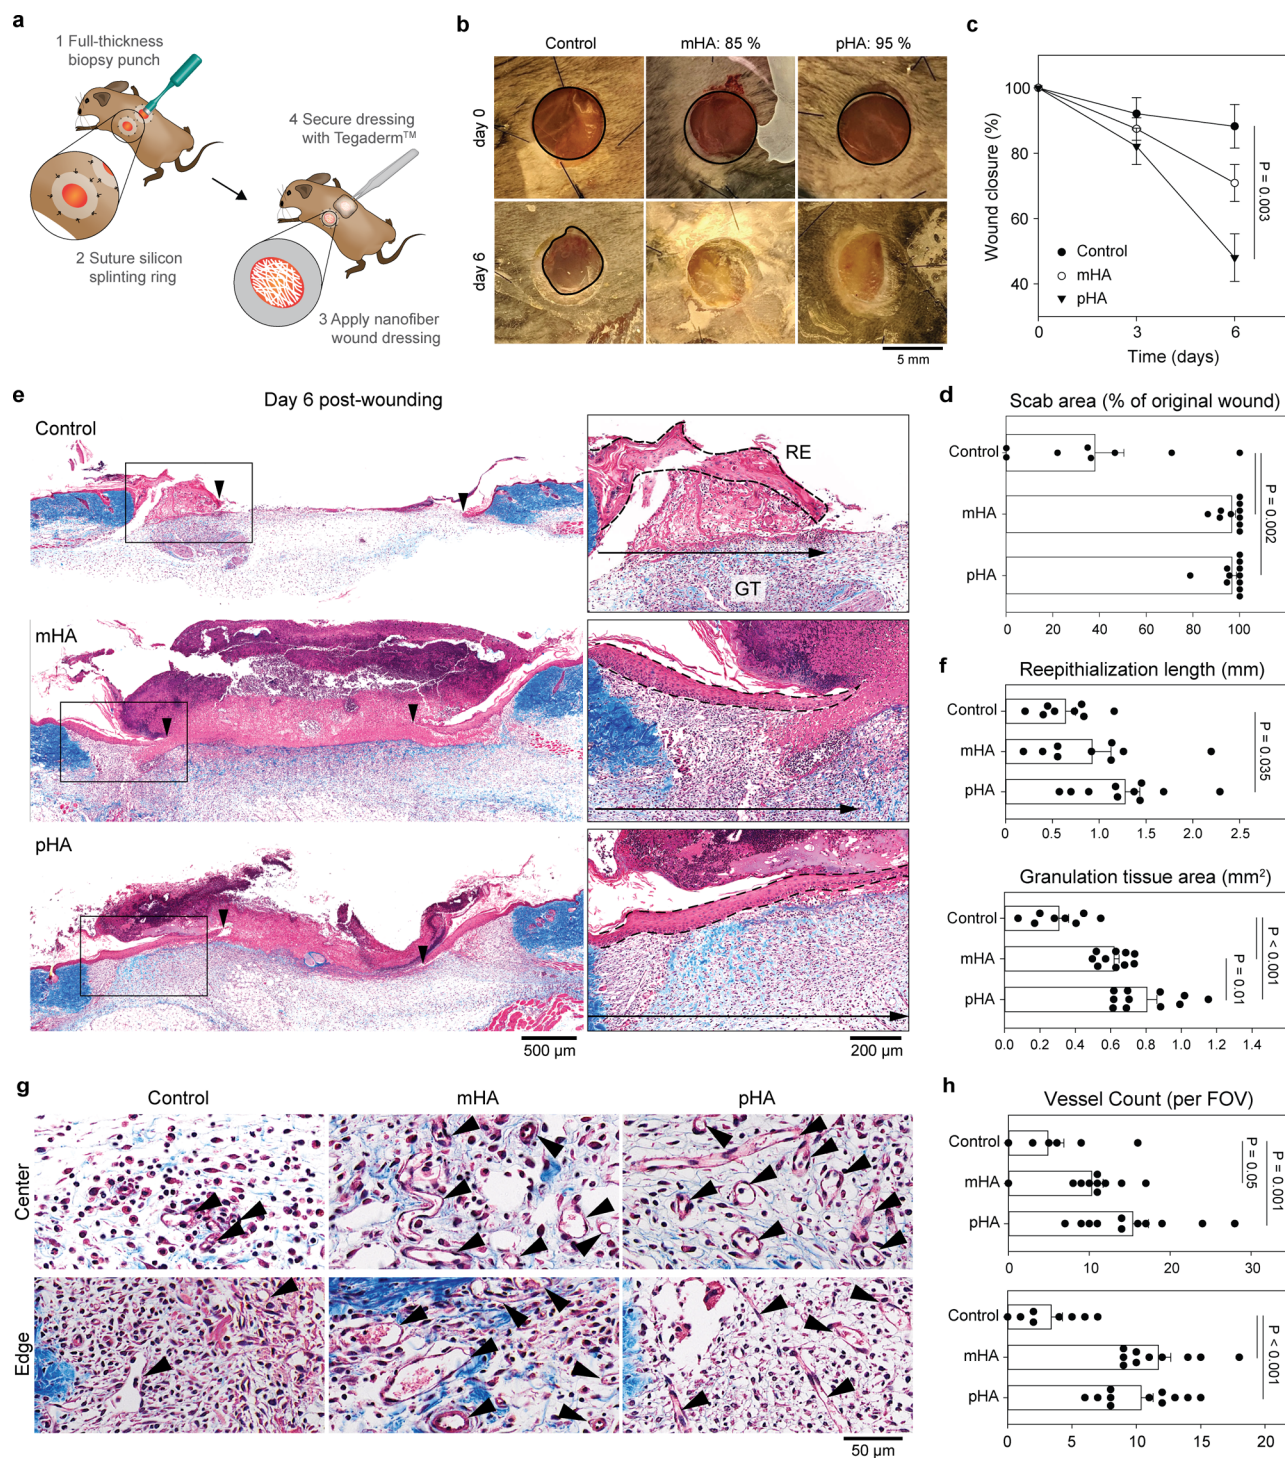 a
1 Full-thickness
biopsy punch
4 Secure dressing
with Tegaderm™
2 Suture silicon
splinting ring
3 Apply nanofiber
wound dressing
b
Control
mHA: 85 %
pHA: 95 %
day 0
day 6
5 mm
c
Wound closure (%)
100
80
60
40
Control
mHA
pHA
P = 0.003
0
3
6
Time (days)
e
Day 6 post-wounding
Control
RE
GT
mHA
pHA
500 µm
200 µm
d
Scab area (% of original wound)
Control
mHA
pHA
P = 0.002
0
20
40
60
80
100
f
Reepithialization length (mm)
Control
mHA
pHA
P = 0.035
0
0.5
1.0
1.5
2.0
2.5
Granulation tissue area (mm²)
Control
mHA
pHA
P < 0.001
P = 0.01
0.0
0.2
0.4
0.6
0.8
1.0
1.2
1.4
g
Control
mHA
pHA
Center
Edge
50 µm
h
Vessel Count (per FOV)
Control
mHA
pHA
P = 0.05
P = 0.001
0
10
20
30
Control
mHA
pHA
P < 0.001
0
5
10
15
20